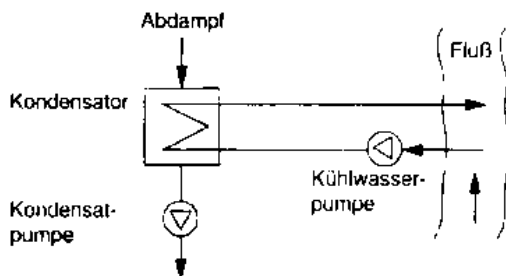 Abdampf
Fluß
Kondensator
Kühlwasser-
pumpe
Kondensat-
pumpe